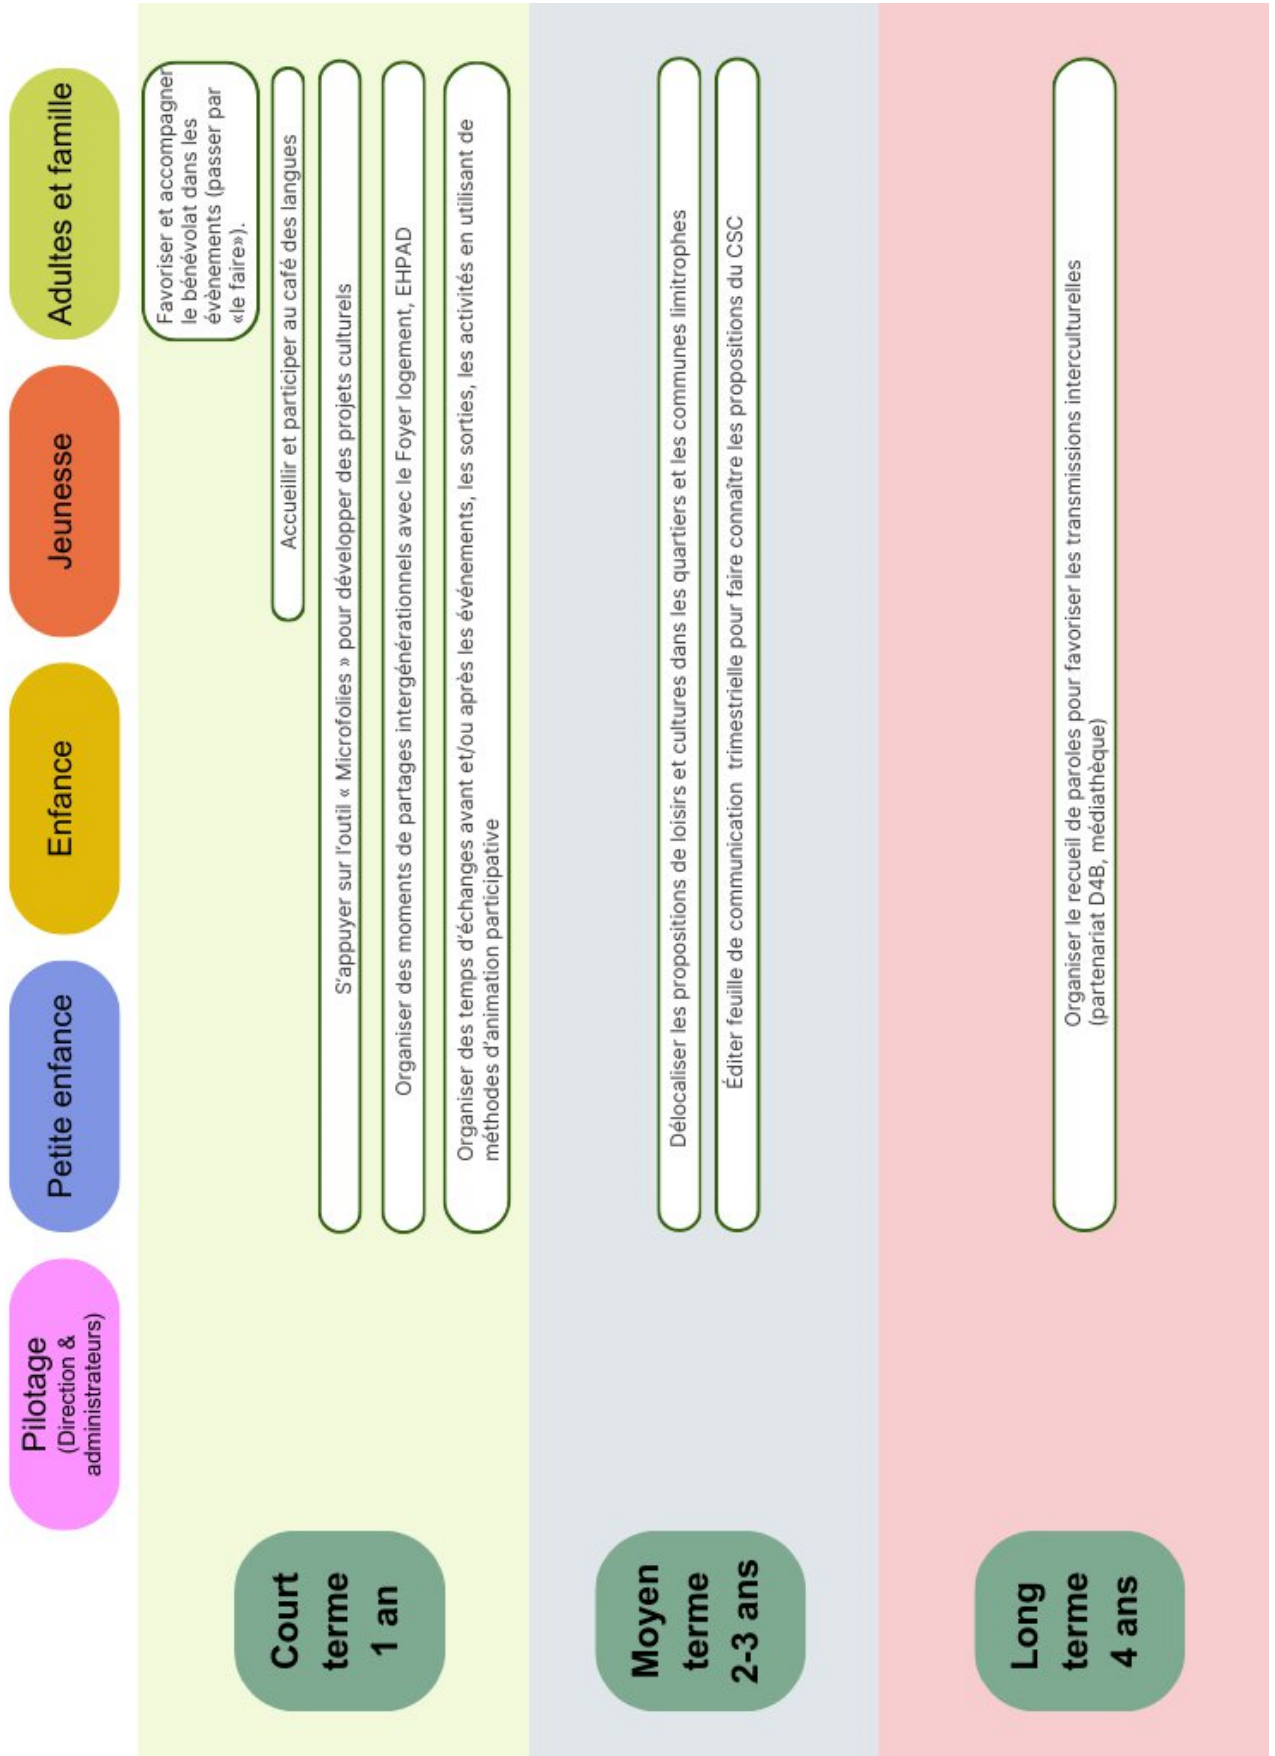 Pilotage
(Direction &
administrateurs)
Petite enfance
Enfance
Jeunesse
Adultes et famille
Court
terme
1 an
Favoriser et accompagner
le bénévolat dans les
évènements (passer par
«le faire»).
Accueillir et participer au café des langues
S'appuyer sur l'outil « Microfolies » pour développer des projets culturels
Organiser des moments de partages intergénérationnels avec le Foyer logement, EHPAD
Organiser des temps d'échanges avant et/ou après les événements, les sorties, les activités en utilisant de
méthodes d'animation participative
Moyen
terme
2-3 ans
Délocaliser les propositions de loisirs et cultures dans les quartiers et les communes limitrophes
Éditer feuille de communication trimestrielle pour faire connaître les propositions du CSC
Long
terme
4 ans
Organiser le recueil de paroles pour favoriser les transmissions interculturelles
(partenariat D4B, médiathèque)